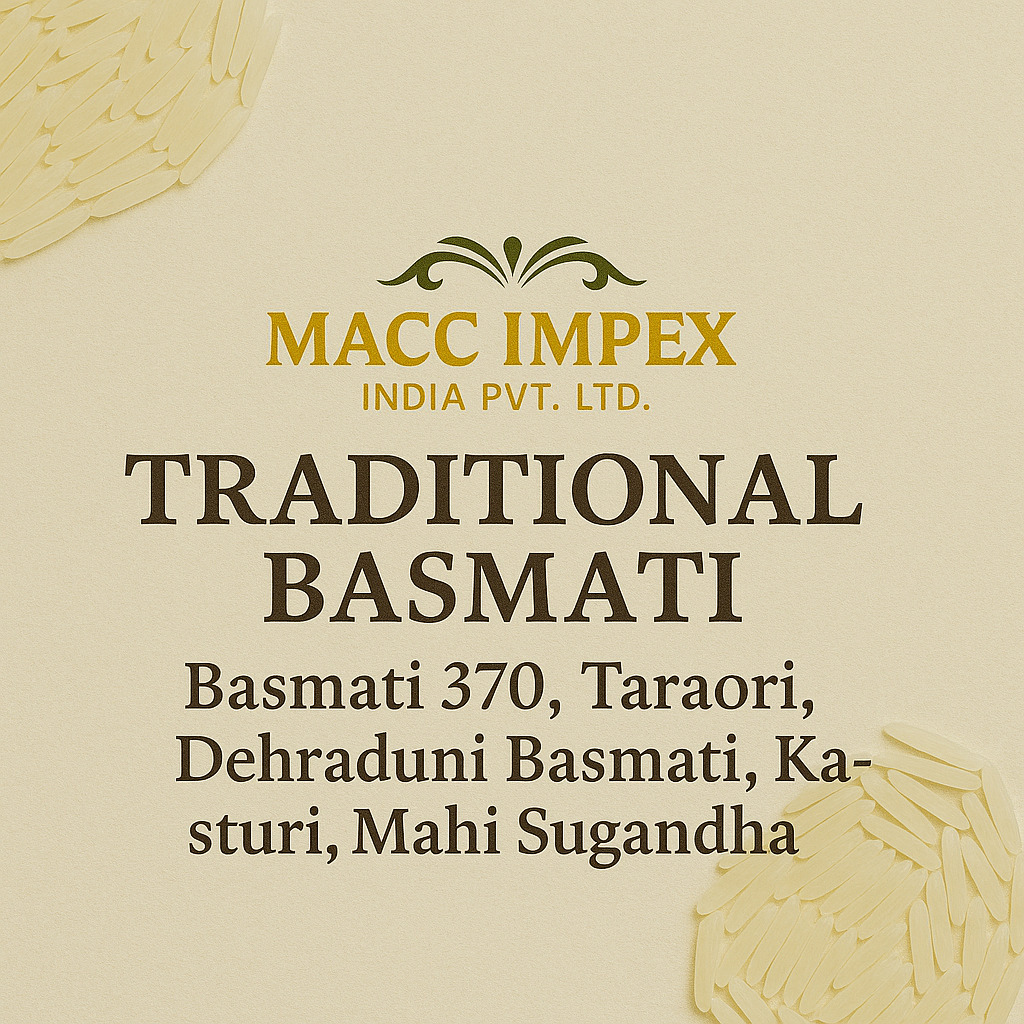 MACC IMPEX
INDIA PVT. LTD.
TRADITIONAL
BASMATI
Basmati 370, Taraori,
Dehraduni Basmati, Ka-
sturi, Mahi Sugandha